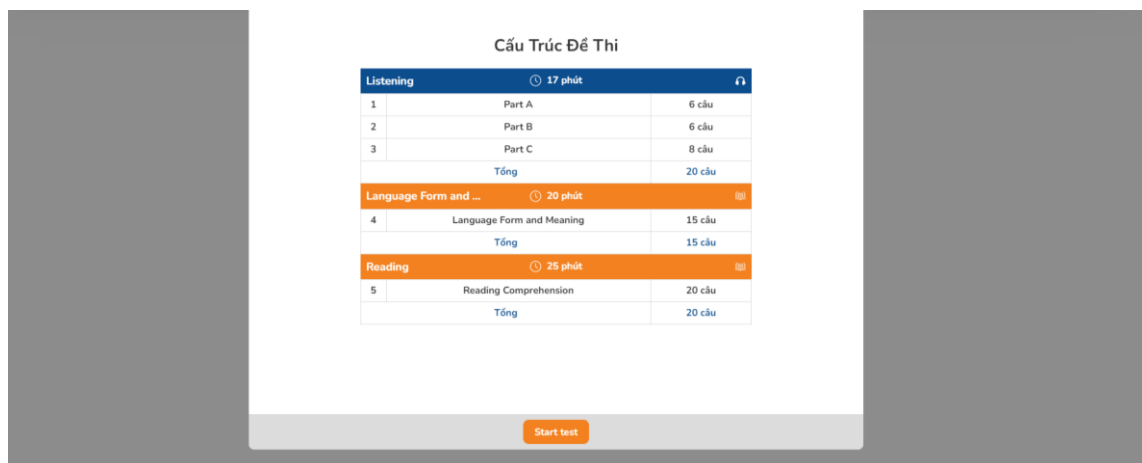 Cấu Trúc Đề Thi
Listening 17 phút
1 Part A 6 câu
2 Part B 6 câu
3 Part C 8 câu
Tổng 20 câu
Language Form and ... 20 phút
4 Language Form and Meaning 15 câu
Tổng 15 câu
Reading 25 phút
5 Reading Comprehension 20 câu
Tổng 20 câu
Start test